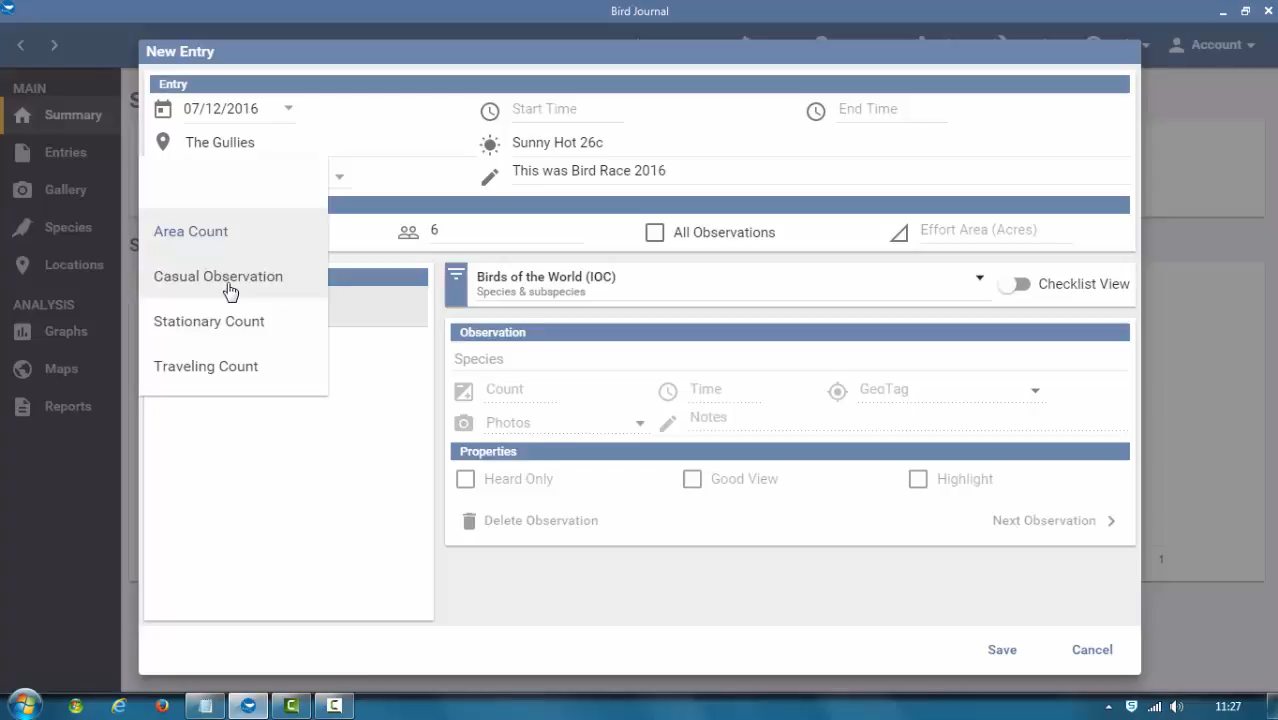 Bird Journal
Account
New Entry
MAIN
Summary
Entries
Gallery
Species
Locations
ANALYSIS
Graphs
Maps
Reports
Entry
07/12/2016
Start Time
End Time
The Gullies
Sunny Hot 26c
This was Bird Race 2016
Area Count
Casual Observation
Stationary Count
Traveling Count
6
All Observations
Effort Area (Acres)
Birds of the World (IOC)
Species & subspecies
Checklist View
Observation
Species
Count
Time
GeoTag
Photos
Notes
Properties
Heard Only
Good View
Highlight
Delete Observation
Next Observation
1
Save
Cancel
11:27